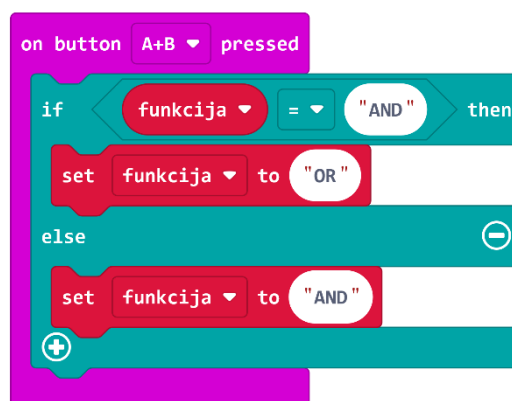 on button A+B pressed
if funkcija = "AND" then
set funkcija to "OR"
else
set funkcija to "AND"